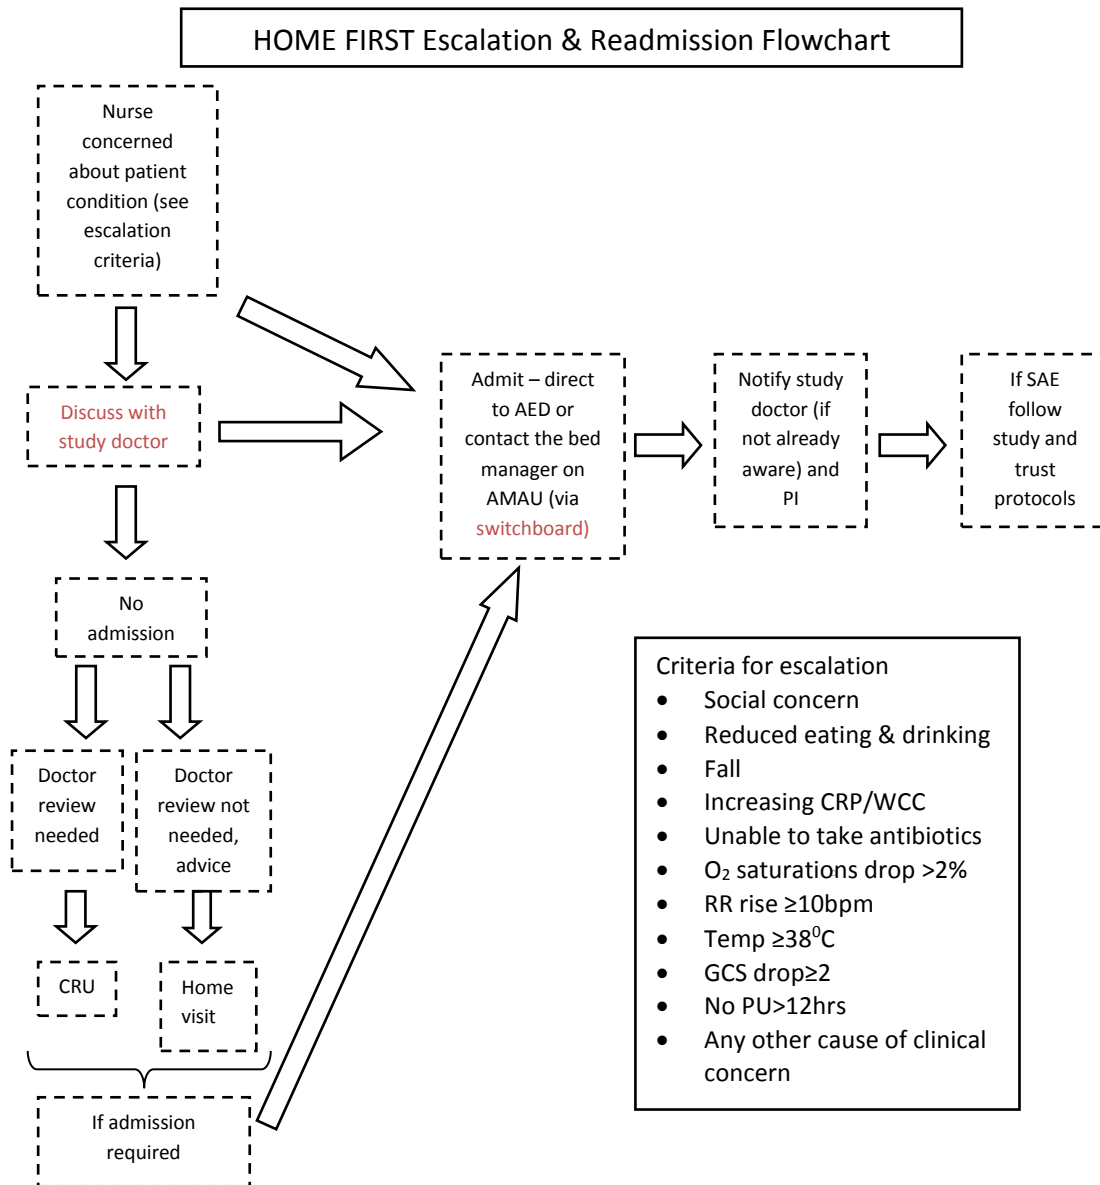 HOME FIRST Escalation & Readmission Flowchart
Nurse
concerned
about patient
condition (see
escalation
criteria)
Discuss with
study doctor
Admit – direct
to AED or
contact the bed
manager on
AMAU (via
switchboard)
Notify study
doctor (if
not already
aware) and
PI
If SAE
follow
study and
trust
protocols
No
admission
Doctor
review
needed
Doctor
review not
needed,
advice
CRU
Home
visit
If admission
required
Criteria for escalation
• Social concern
• Reduced eating & drinking
• Fall
• Increasing CRP/WCC
• Unable to take antibiotics
• O₂ saturations drop >2%
• RR rise ≥10bpm
• Temp ≥38⁰C
• GCS drop≥2
• No PU>12hrs
• Any other cause of clinical
concern